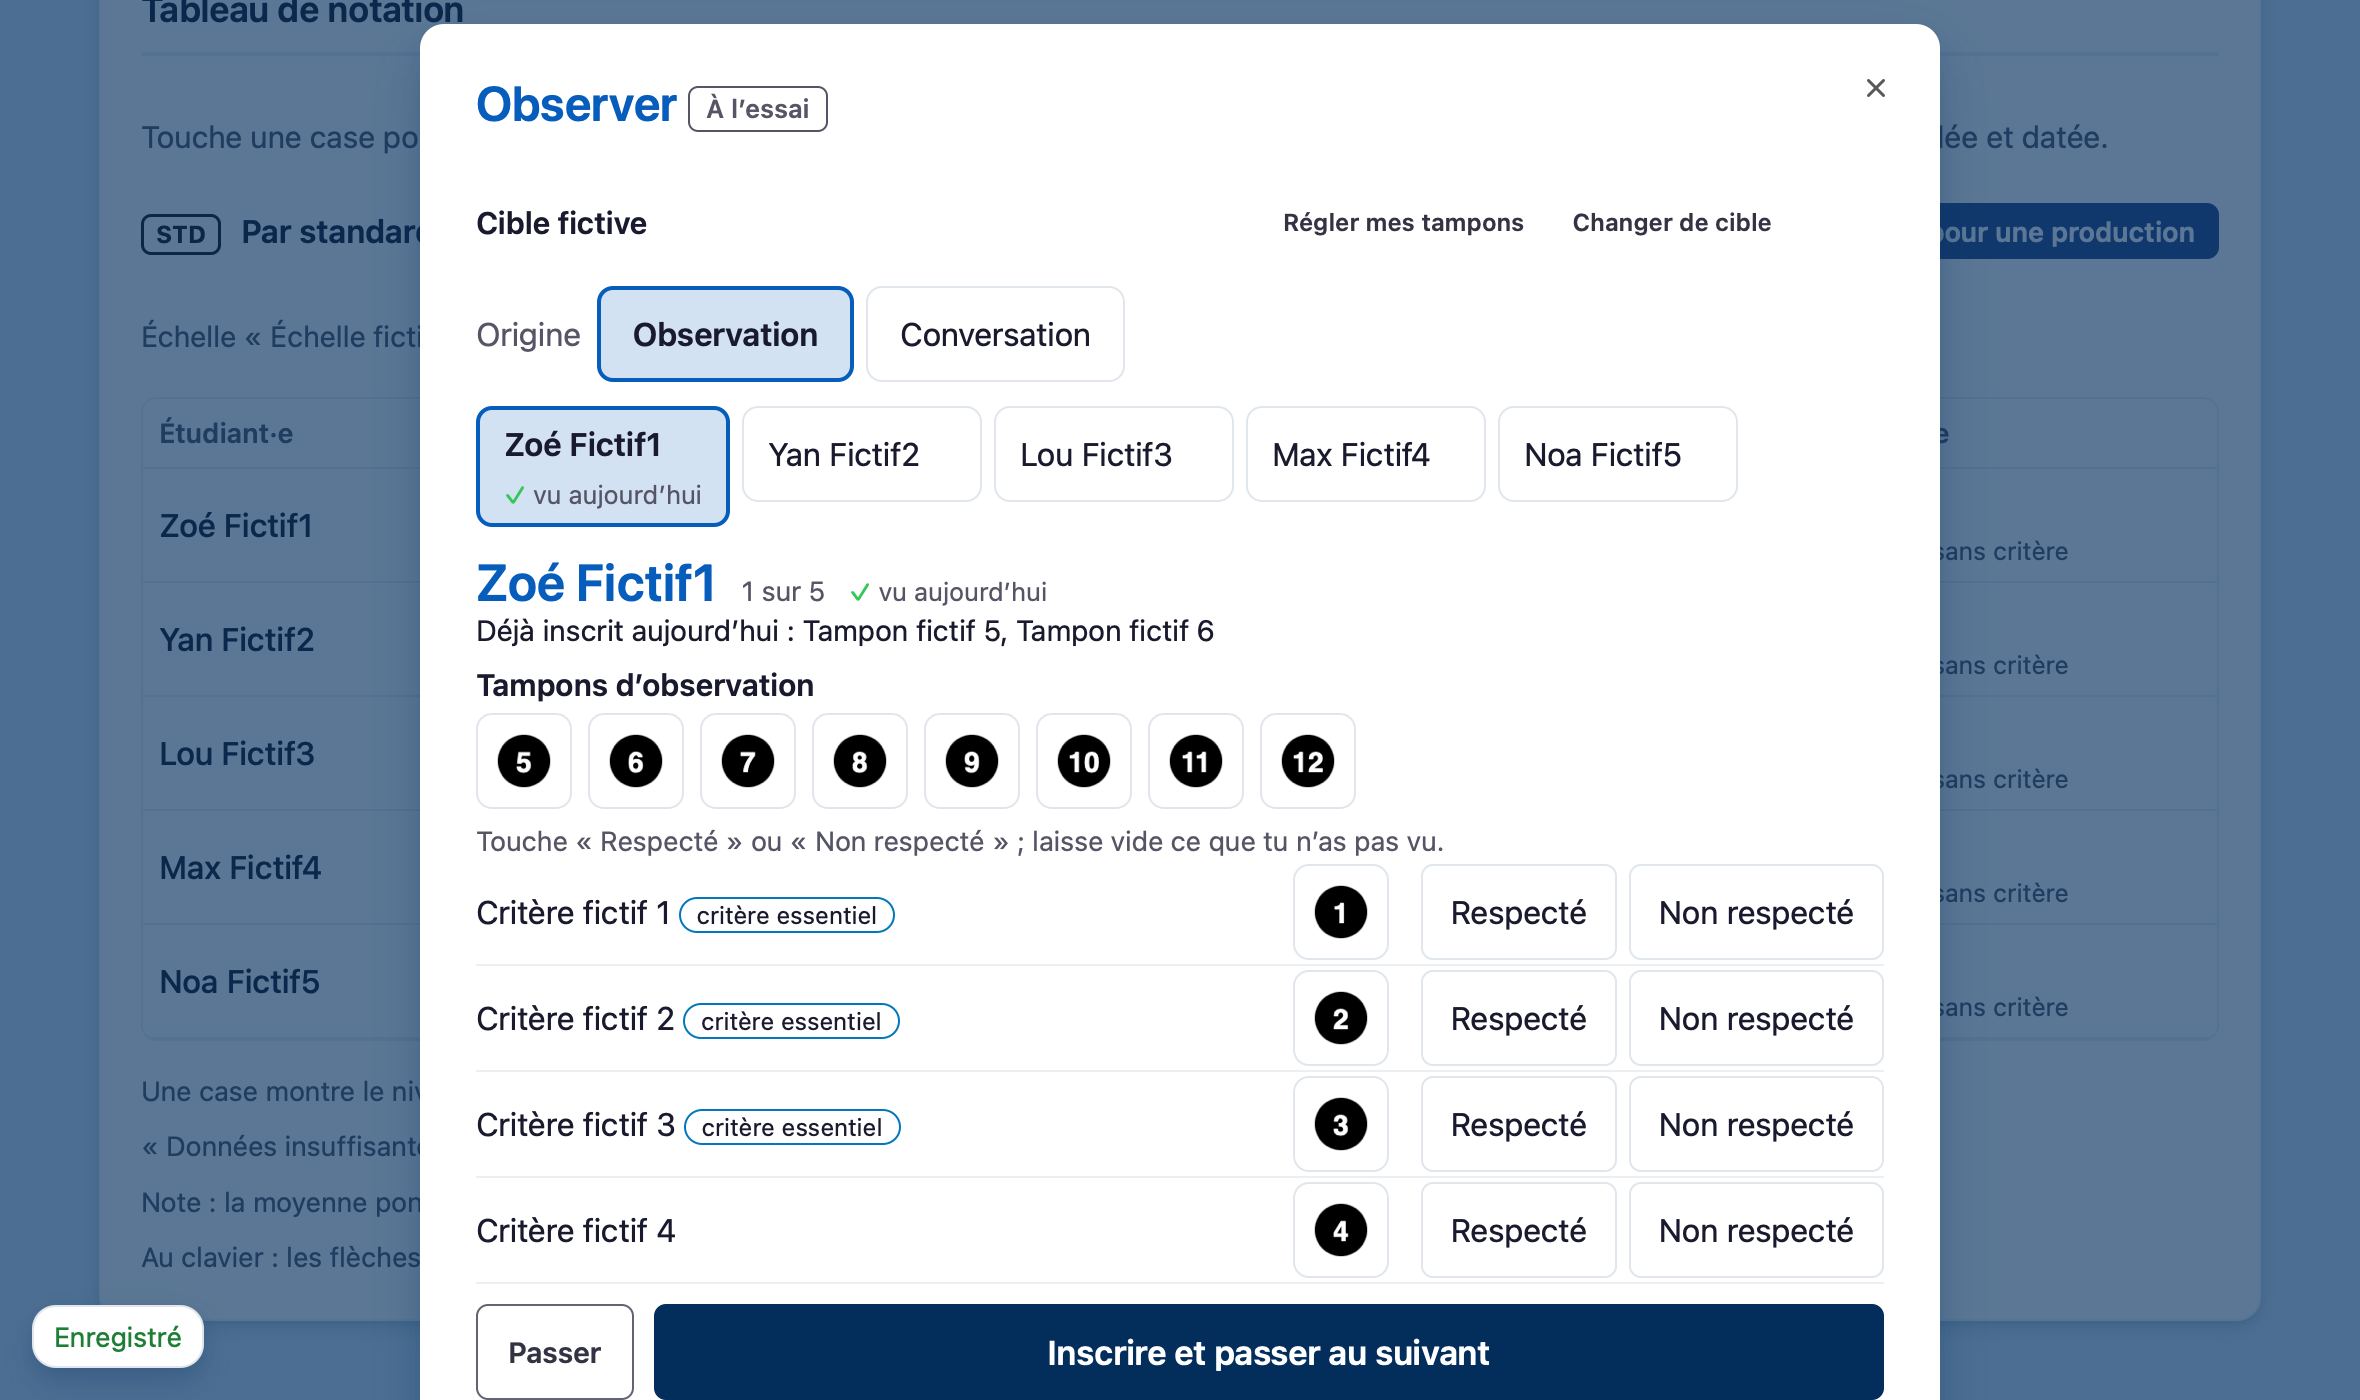 Tableau de notation
Observer À l’essai
×
Touche une case po
lée et datée.
Cible fictive Régler mes tampons Changer de cible
STD Par standar
pour une production
Origine Observation Conversation
Échelle « Échelle ficti
Zoé Fictif1
✓ vu aujourd’hui
Yan Fictif2
Lou Fictif3
Max Fictif4
Noa Fictif5
Étudiant·e
e
Zoé Fictif1
sans critère
Yan Fictif2
sans critère
Lou Fictif3
sans critère
Max Fictif4
sans critère
Noa Fictif5
sans critère
Zoé Fictif1 1 sur 5 ✓ vu aujourd’hui
Déjà inscrit aujourd’hui : Tampon fictif 5, Tampon fictif 6
Tampons d’observation
5 6 7 8 9 10 11 12
Touche « Respecté » ou « Non respecté » ; laisse vide ce que tu n’as pas vu.
Critère fictif 1 critère essentiel 1 Respecté Non respecté
Critère fictif 2 critère essentiel 2 Respecté Non respecté
Critère fictif 3 critère essentiel 3 Respecté Non respecté
Critère fictif 4 4 Respecté Non respecté
Une case montre le niv
« Données insuffisante
Note : la moyenne pon
Au clavier : les flèches
Passer Inscrire et passer au suivant
Enregistré